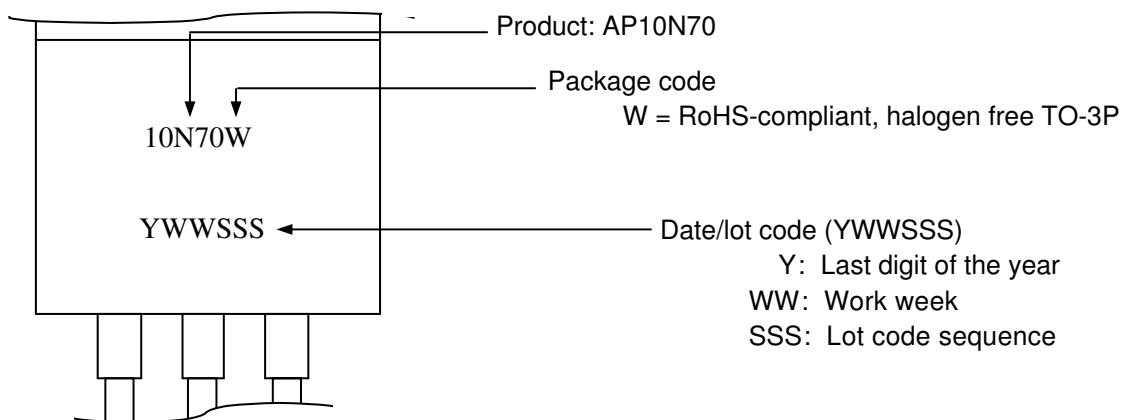 Product: AP10N70
Package code
W = RoHS-compliant, halogen free TO-3P
10N70W
YWWSSS
Date/lot code (YWWSSS)
Y: Last digit of the year
WW: Work week
SSS: Lot code sequence